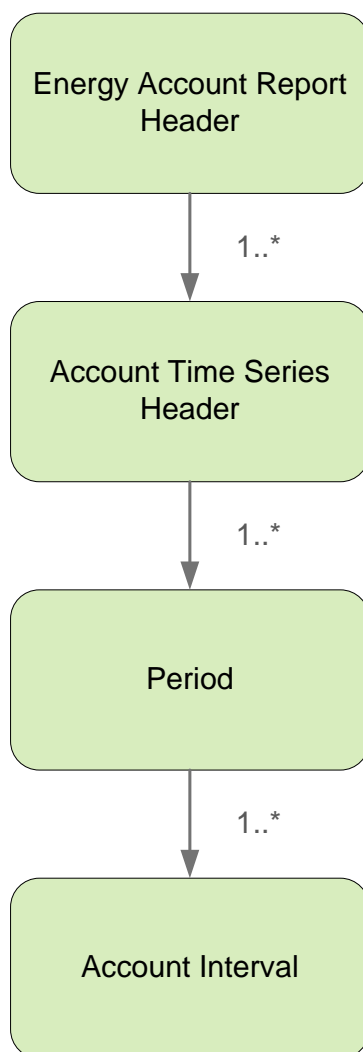 Energy Account Report
Header
1..*
Account Time Series
Header
1..*
Period
1..*
Account Interval